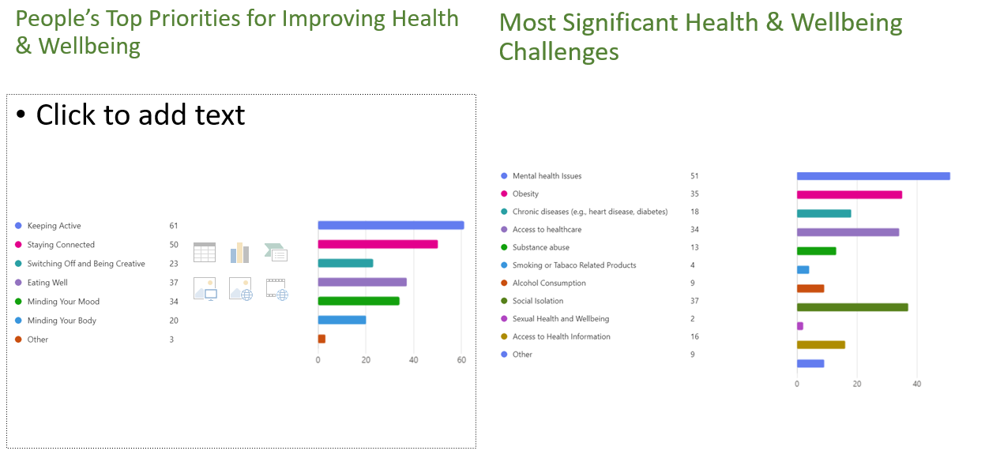 People's Top Priorities for Improving Health
& Wellbeing
• Click to add text
Keeping Active 61
Staying Connected 50
Switching Off and Being Creative 23
Eating Well 37
Minding Your Mood 34
Minding Your Body 20
Other 3
0 20 40 60
Most Significant Health & Wellbeing
Challenges
Mental health Issues 51
Obesity 35
Chronic diseases (e.g., heart disease, diabetes) 18
Access to healthcare 34
Substance abuse 13
Smoking or Tabaco Related Products 4
Alcohol Consumption 9
Social Isolation 37
Sexual Health and Wellbeing 2
Access to Health Information 16
Other 9
0 20 40